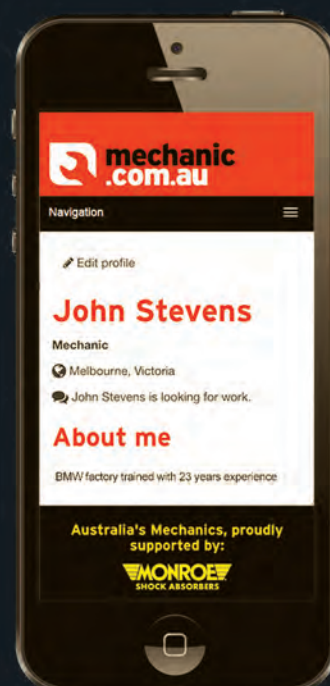 mechanic
.com.au
Navigation
Edit profile
John Stevens
Mechanic
Melbourne, Victoria
John Stevens is looking for work.
About me
BMW factory trained with 23 years experience
Australia's Mechanics, proudly
supported by:
MONROE
SHOCK ABSORBERS